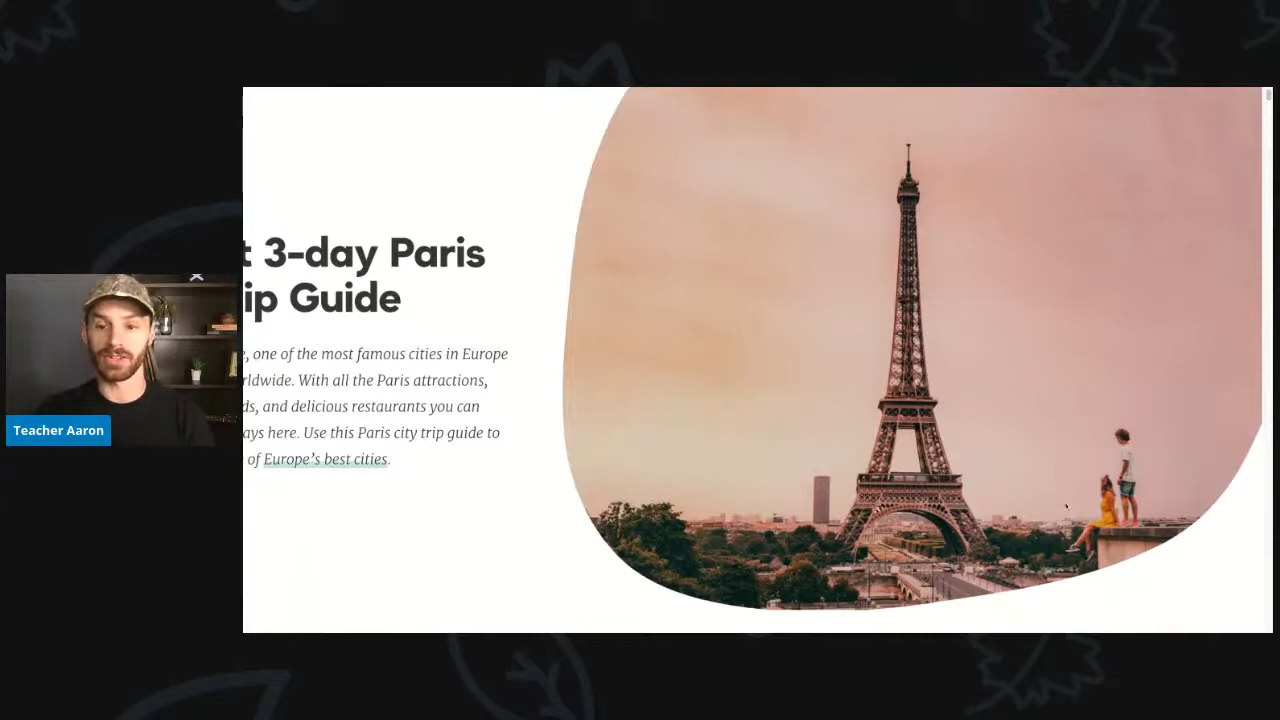 t 3-day Paris
ip Guide
e, one of the most famous cities in Europe
rldwide. With all the Paris attractions,
ds, and delicious restaurants you can
ays here. Use this Paris city trip guide to
of Europe's best cities.
Teacher Aaron